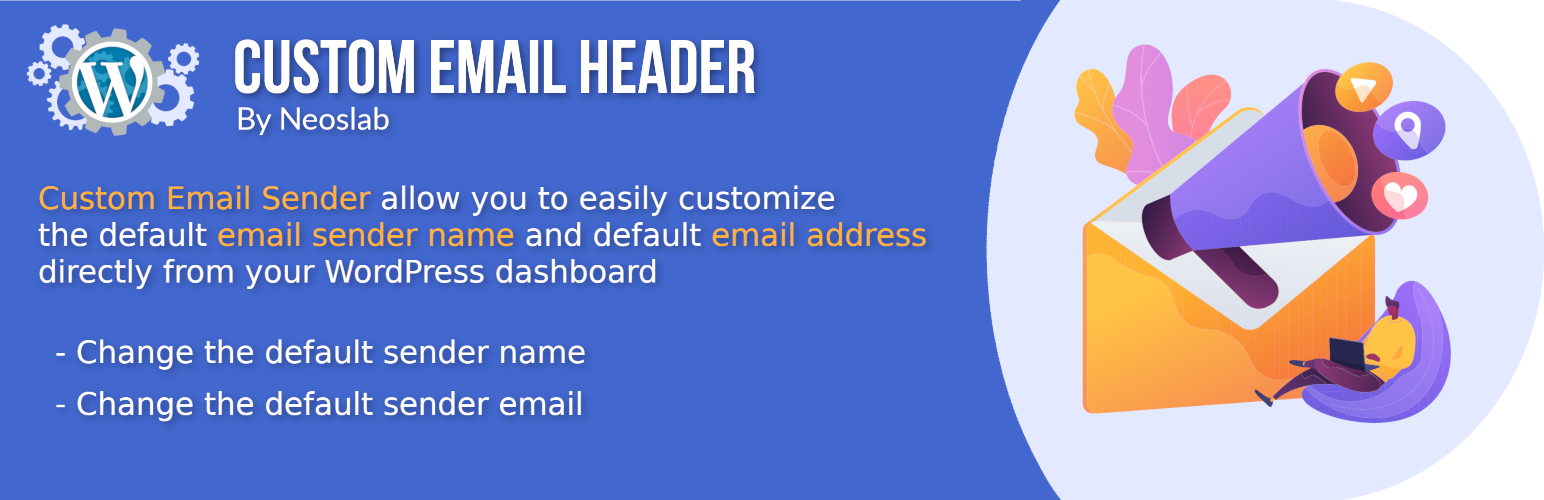 W
CUSTOM EMAIL HEADER
By Neoslab
Custom Email Sender allow you to easily customize
the default email sender name and default email address
directly from your WordPress dashboard
- Change the default sender name
- Change the default sender email